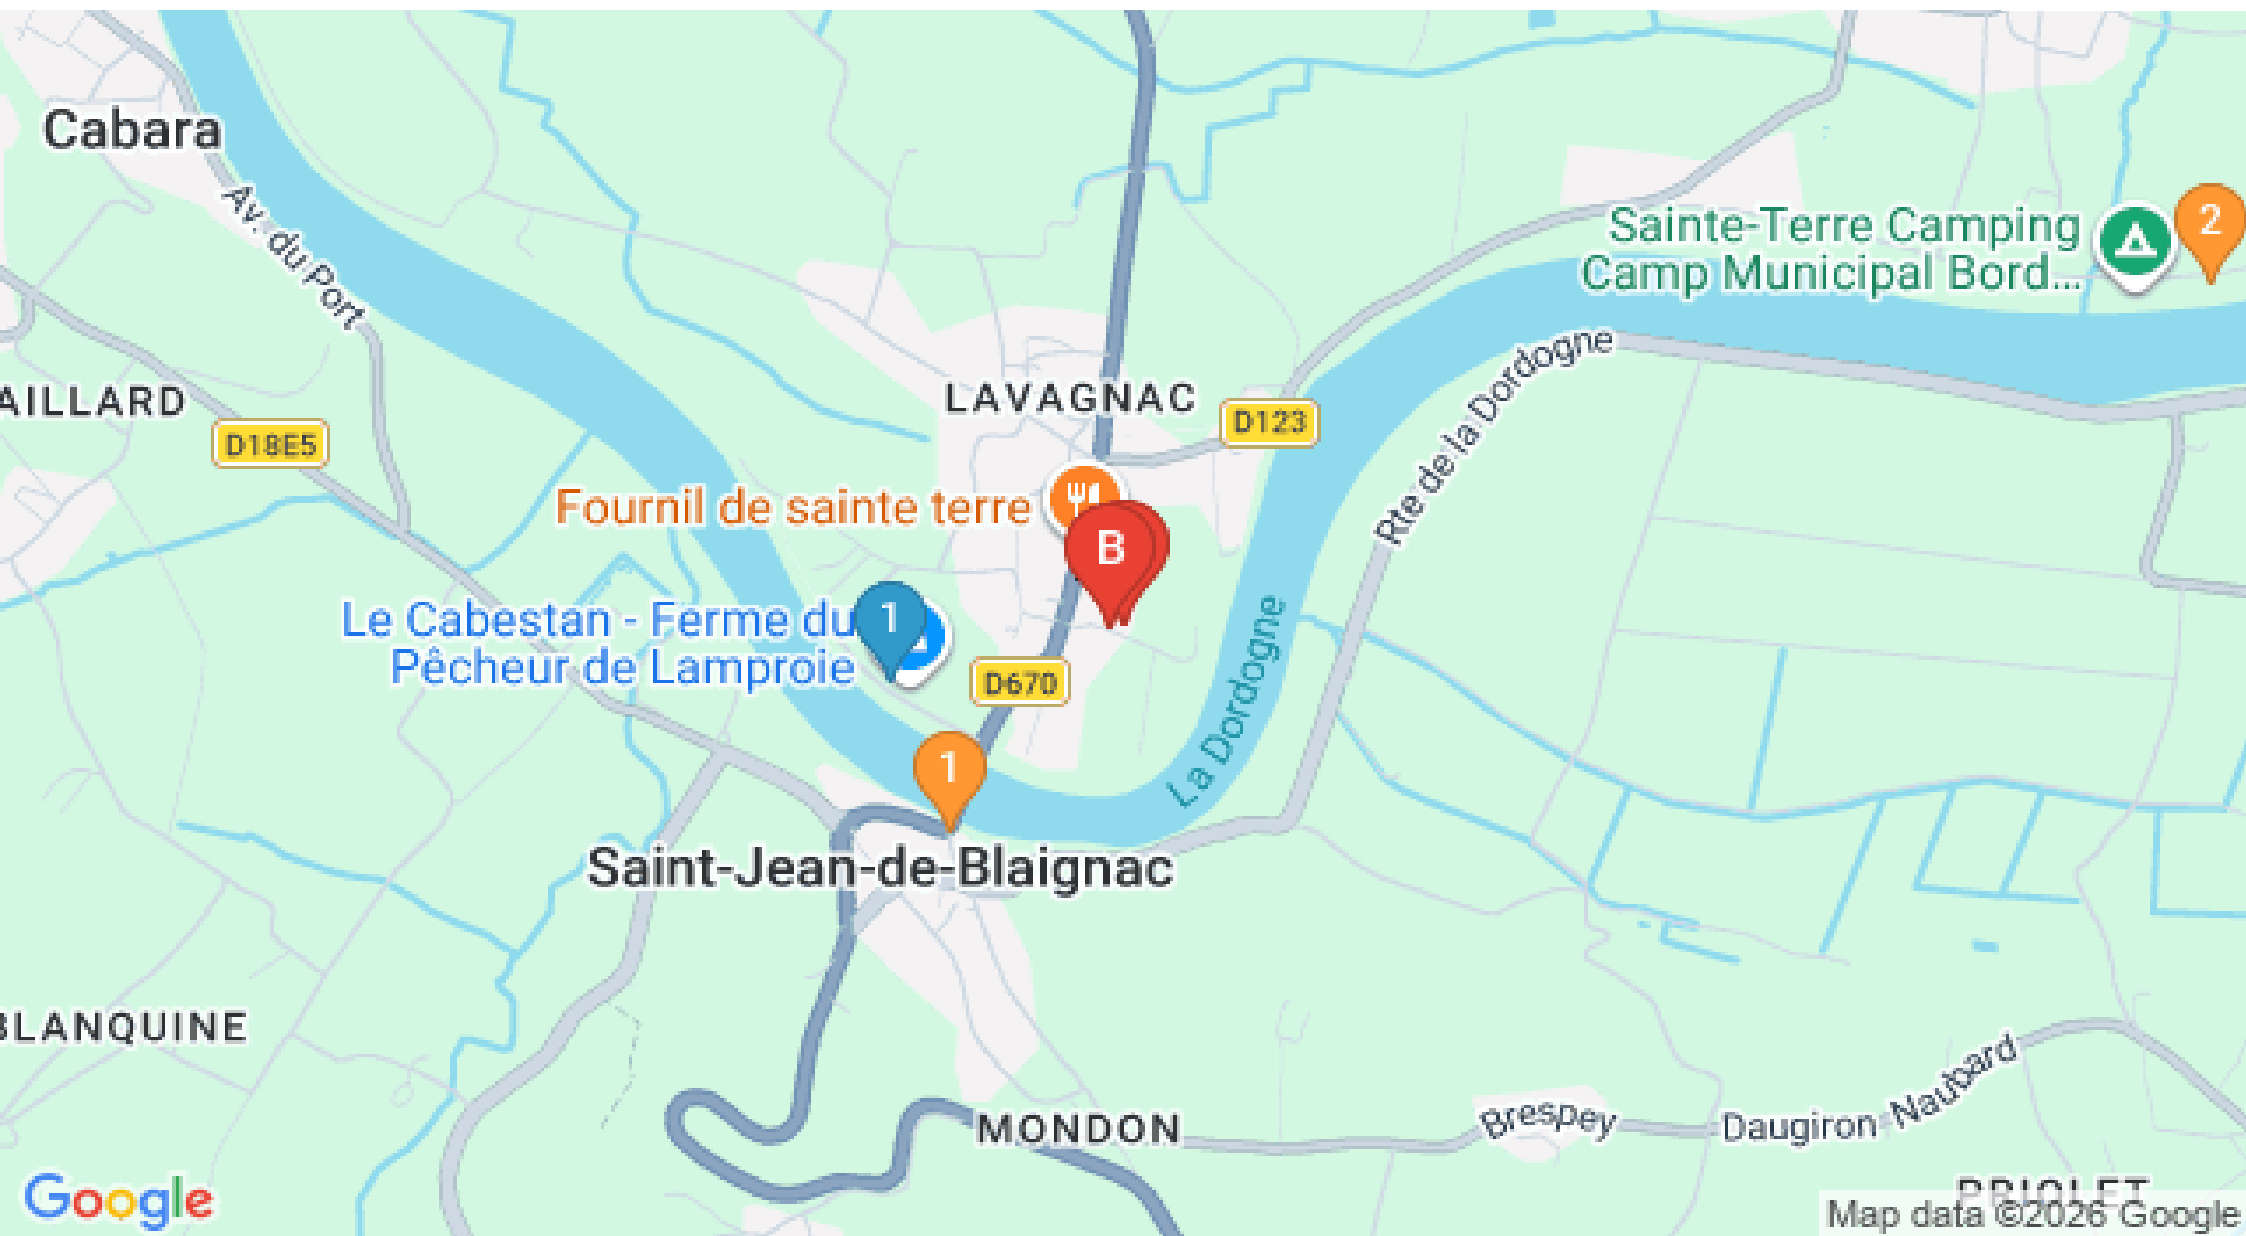 Cabara
Av. du Port
2
Sainte-Terre Camping
Camp Municipal Bord...
Rte de la Dordogne
AILLARD
LAVAGNAC
D123
D18E5
Fournil de sainte terre
B
Le Cabestan - Ferme du
Pêcheur de Lamproie
1
D670
La Dordogne
1
Saint-Jean-de-Blaignac
BLANQUINE
MONDON
Brespey
Daugiron
Naubard
PRIOLET
Google
Map data ©2026 Google